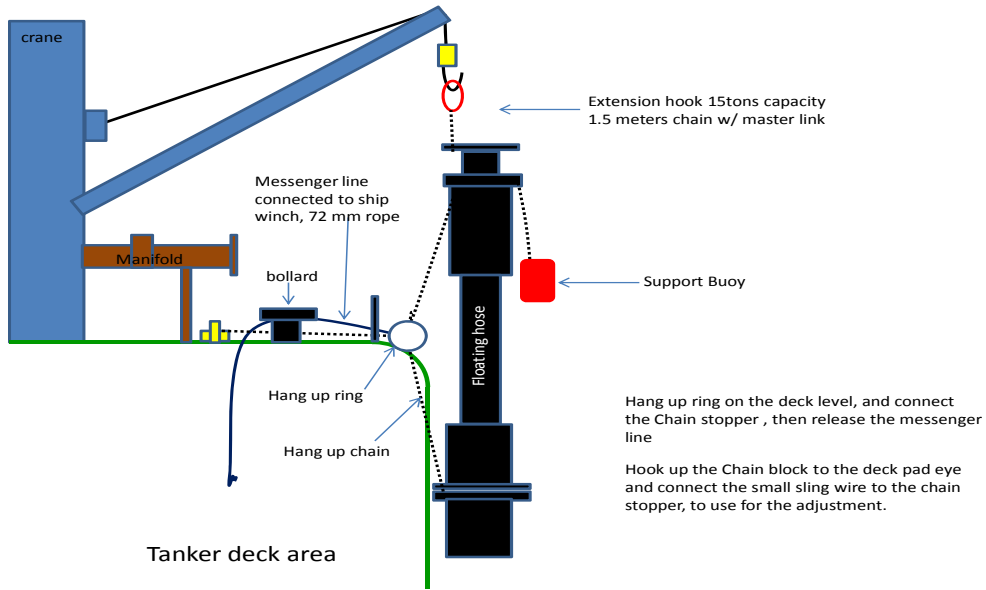 crane
Extension hook 15tons capacity
1.5 meters chain w/ master link
Messenger line
connected to ship
winch, 72 mm rope
Manifold
bollard
Support Buoy
Floating hose
Hang up ring
Hang up chain
Hang up ring on the deck level, and connect
the Chain stopper , then release the messenger
line
Hook up the Chain block to the deck pad eye
and connect the small sling wire to the chain
stopper, to use for the adjustment.
Tanker deck area